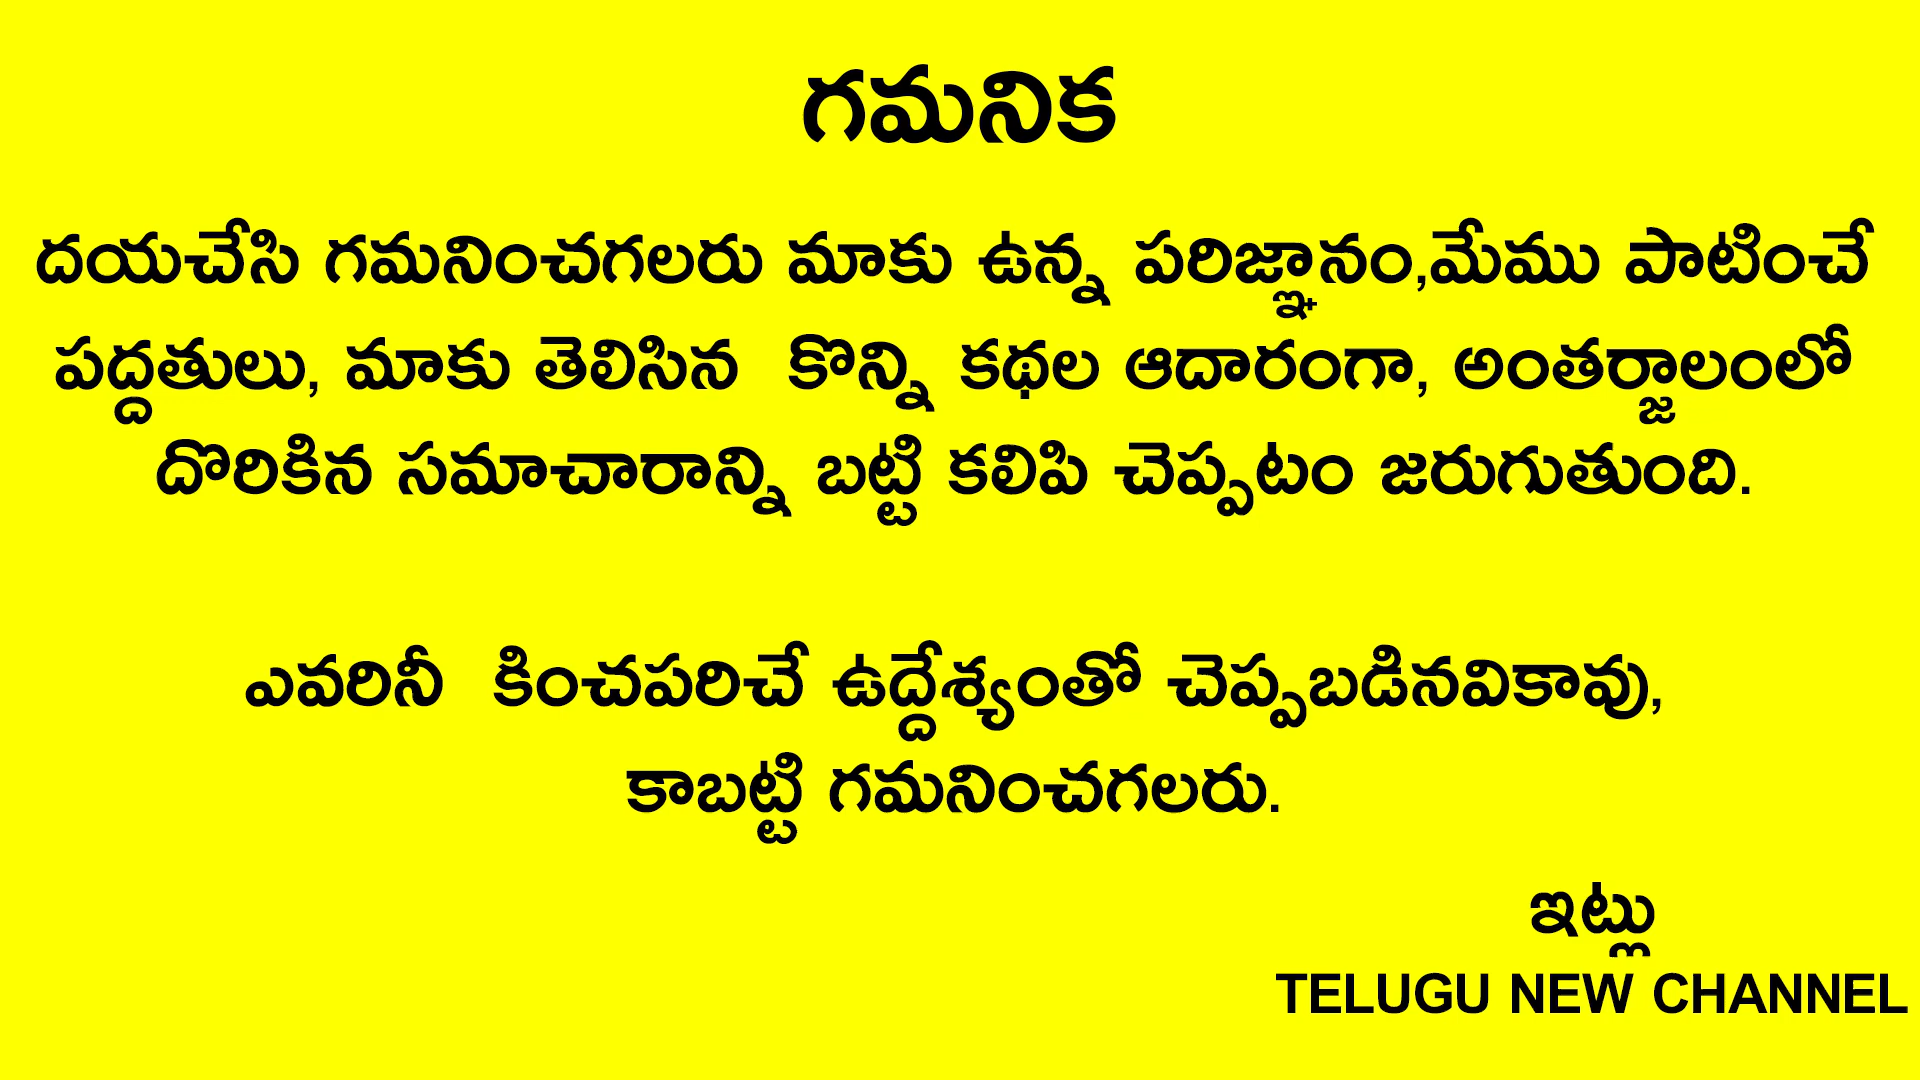 గమనిక
దయచేసి గమనించగలరు మాకు ఉన్న పరిజ్ఞానం,మేము పాటించే
పద్దతులు, మాకు తెలిసిన కొన్ని కథల ఆదారంగా, అంతర్జాలంలో
దొరికిన సమాచారాన్ని బట్టి కలిపి చెప్పటం జరుగుతుంది.
ఎవరినీ కించపరిచే ఉద్దేశ్యంతో చెప్పబడినవికావు,
కాబట్టి గమనించగలరు.
ఇట్లు
TELUGU NEW CHANNEL